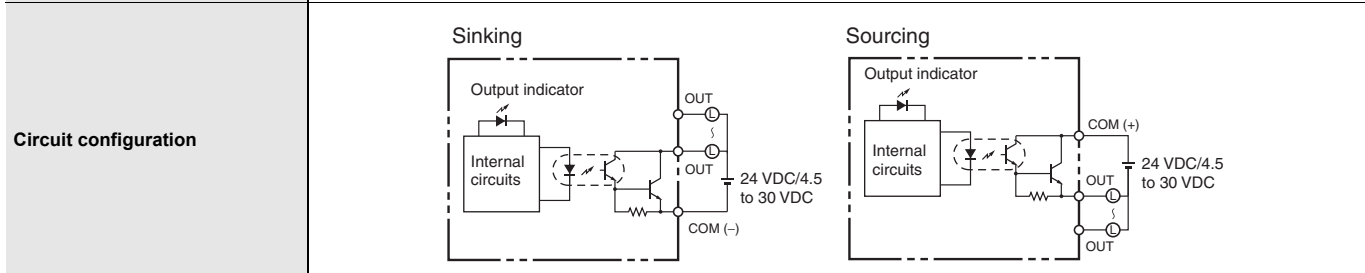 Circuit configuration
Sinking
Output indicator
Internal
circuits
OUT
L
L
OUT
24 VDC/4.5
to 30 VDC
COM (–)
Sourcing
Output indicator
Internal
circuits
COM (+)
24 VDC/4.5
to 30 VDC
OUT
L
L
OUT